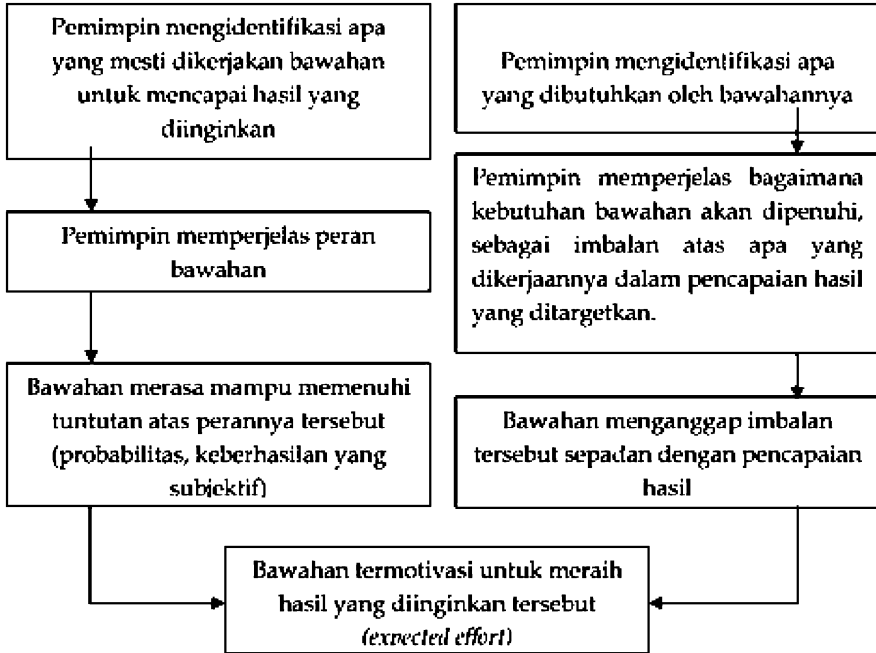 Pemimpin mengidentifikasi apa
yang mesti dikerjakan bawahan
untuk mencapai hasil yang
diinginkan
Pemimpin memperjelas peran
bawahan
Bawahan merasa mampu memenuhi
tuntutan atas perannya tersebut
(probabilitas, keberhasilan yang
subjektif)
Pemimpin mengidentifikasi apa
yang dibutuhkan oleh bawahannya
Pemimpin memperjelas bagaimana
kebutuhan bawahan akan dipenuhi,
sebagai imbalan atas apa yang
dikerjaannya dalam pencapaian hasil
yang ditargetkan.
Bawahan menganggap imbalan
tersebut sepadan dengan pencapaian
hasil
Bawahan termotivasi untuk meraih
hasil yang diinginkan tersebut
(expected effort)